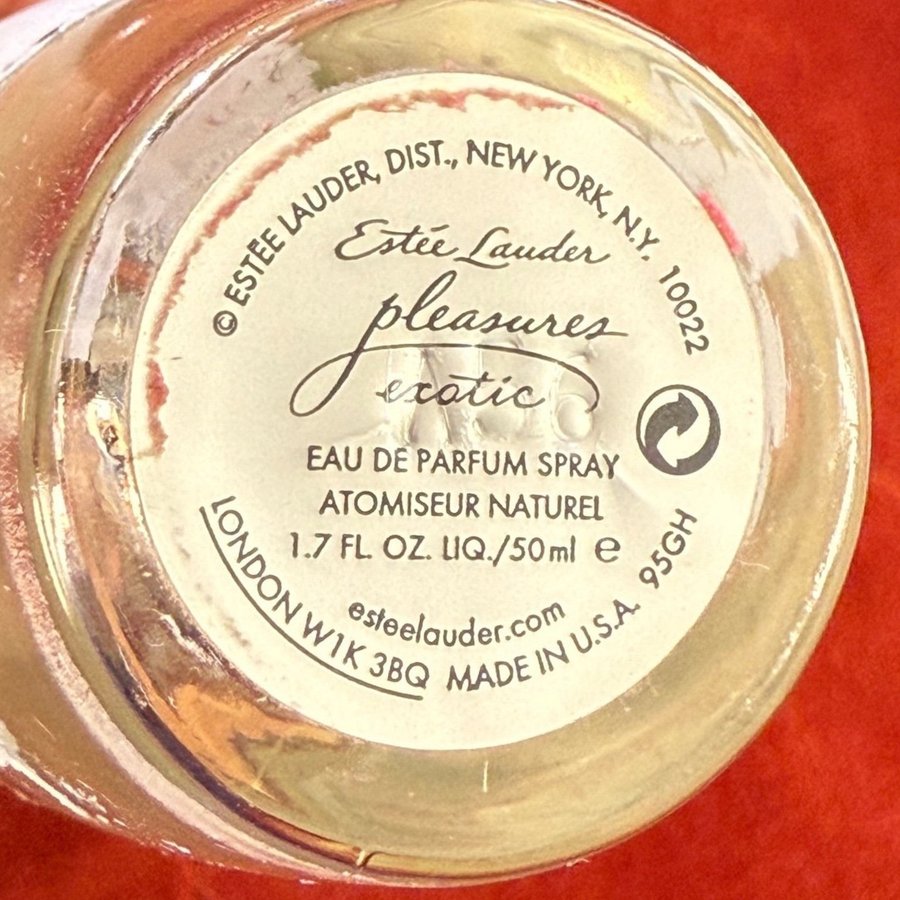 © ESTĒE LAUDER, DIST., NEW YORK, N.Y. 10022
Estée Lauder
pleasures
exotic
EAU DE PARFUM SPRAY
ATOMISEUR NATUREL
1.7 FL. OZ. LIQ./50ml e
esteelauder.com
LONDON W1K 3BQ MADE IN U.S.A. 95GH